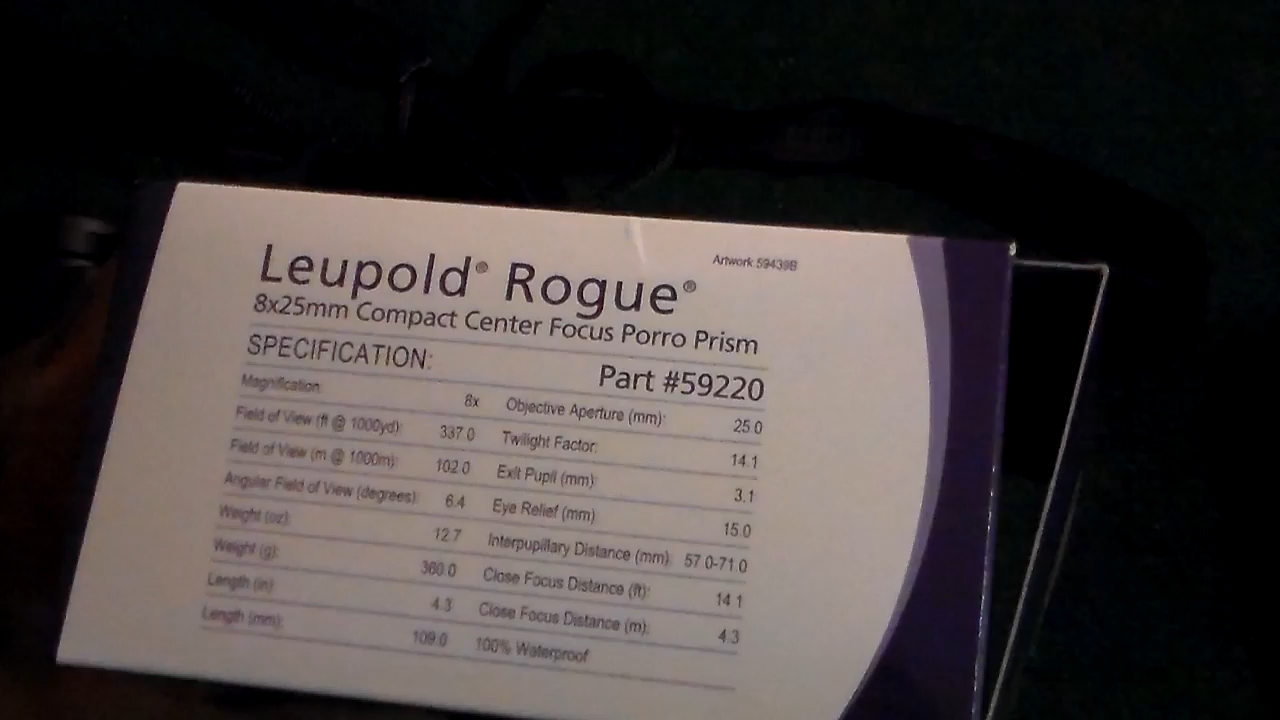 Artwork 59439B
Leupold® Rogue®
8x25mm Compact Center Focus Porro Prism
SPECIFICATION:
Part #59220
Magnification: 8x
Field of View (ft @ 1000yd): 337.0
Field of View (m @ 1000m): 102.0
Angular Field of View (degrees): 6.4
Weight (oz): 12.7
Weight (g): 360.0
Length (in): 4.3
Length (mm): 109.0
Objective Aperture (mm): 25.0
Twilight Factor: 14.1
Exit Pupil (mm): 3.1
Eye Relief (mm): 15.0
Interpupillary Distance (mm): 57.0-71.0
Close Focus Distance (ft): 14.1
Close Focus Distance (m): 4.3
100% Waterproof